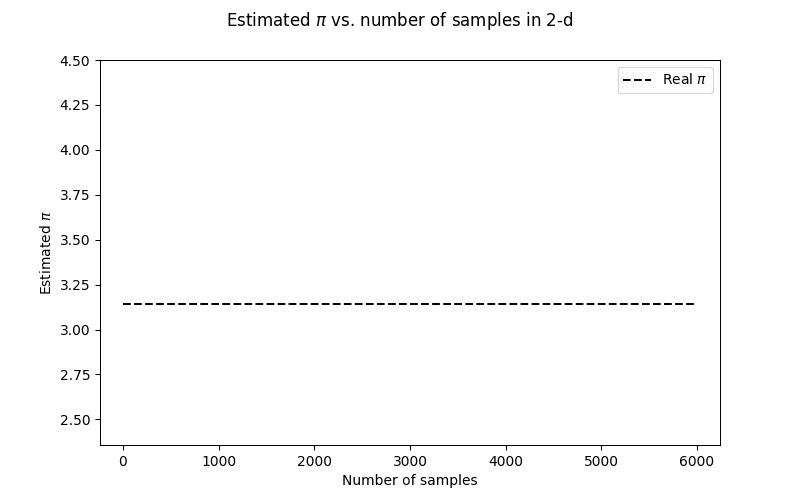 Estimated π vs. number of samples in 2-d
4.50
Real π
4.25
4.00
3.75
3.50
3.25
3.00
2.75
2.50
Estimated π
0 1000 2000 3000 4000 5000 6000
Number of samples